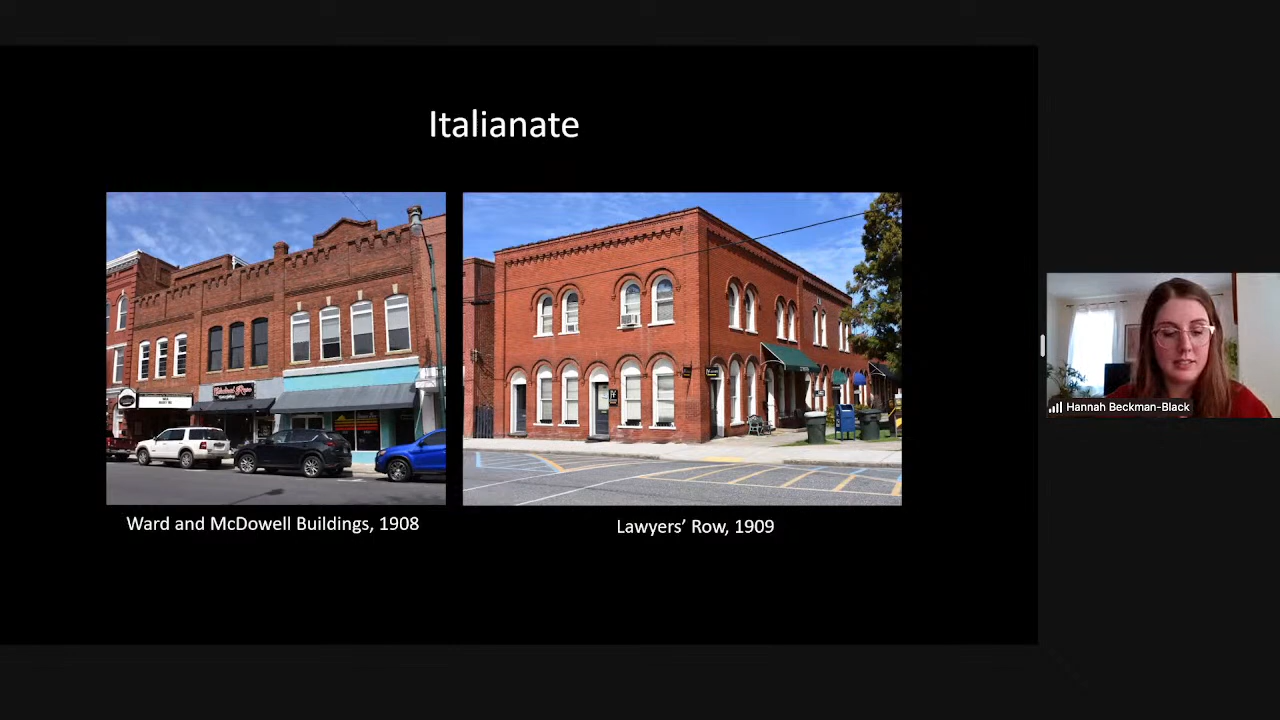 Italianate
Ward and McDowell Buildings, 1908
Lawyers’ Row, 1909
Hannah Beckman-Black